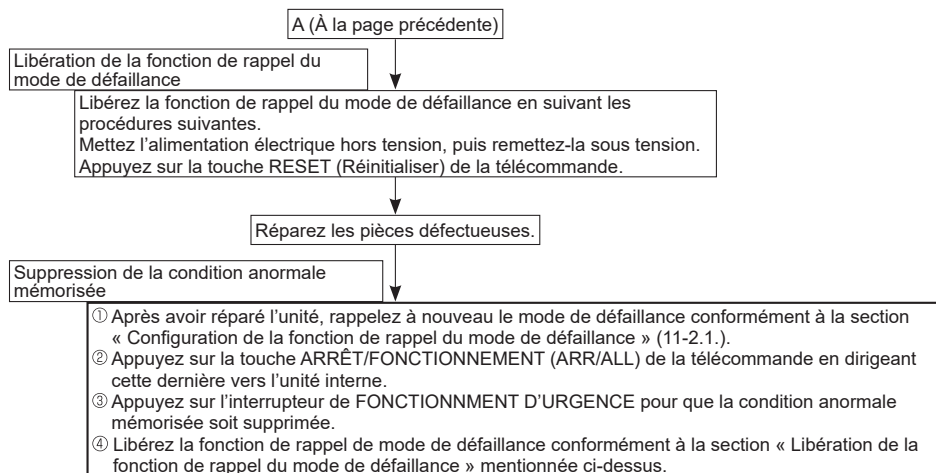 A (À la page précédente)
Libération de la fonction de rappel du
mode de défaillance
Libérez la fonction de rappel du mode de défaillance en suivant les
procédures suivantes.
Mettez l’alimentation électrique hors tension, puis remettez-la sous tension.
Appuyez sur la touche RESET (Réinitialiser) de la télécommande.
Réparez les pièces défectueuses.
Suppression de la condition anormale
mémorisée
① Après avoir réparé l’unité, rappelez à nouveau le mode de défaillance conformément à la section
« Configuration de la fonction de rappel du mode de défaillance » (11-2.1.).
② Appuyez sur la touche ARRÊT/FONCTIONNEMENT (ARR/ALL) de la télécommande en dirigeant
cette dernière vers l’unité interne.
③ Appuyez sur l’interrupteur de FONCTIONNMENT D’URGENCE pour que la condition anormale
mémorisée soit supprimée.
④ Libérez la fonction de rappel de mode de défaillance conformément à la section « Libération de la
fonction de rappel du mode de défaillance » mentionnée ci-dessus.